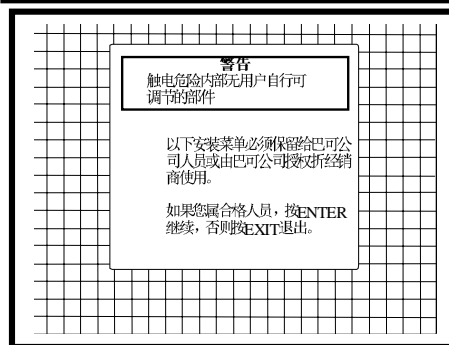 警告
触电危险内部无用户自行可
调节的部件
以下安装菜单必须保留给巴可公
司人员或由巴可公司授权折经销
商使用。
如果您属合格人员，按ENTER
继续，否则按EXIT退出。